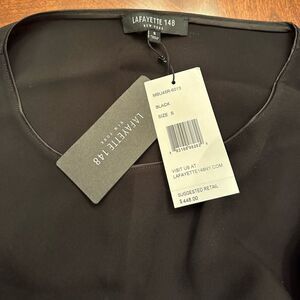 LAFAYETTE 148
NEW YORK
S
BLACK
SIZE S
VISIT US AT
LAFAYETTE148NY.COM
SUGGESTED RETAIL
$ 448.00
LAFAYETTE 148
NEW YORK